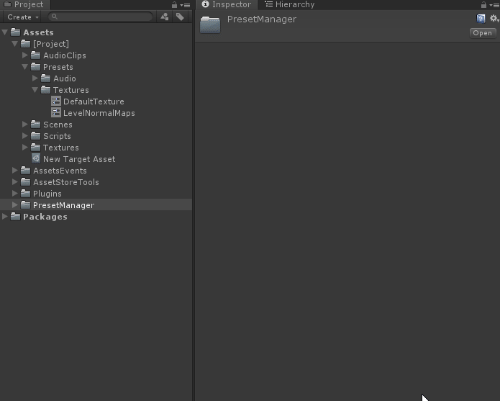 Project
Create
Assets
[Project]
AudioClips
Presets
Audio
Textures
DefaultTexture
LevelNormalMaps
Scenes
Scripts
Textures
New Target Asset
AssetsEvents
AssetStoreTools
Plugins
PresetManager
Packages
Inspector
Hierarchy
PresetManager
Open